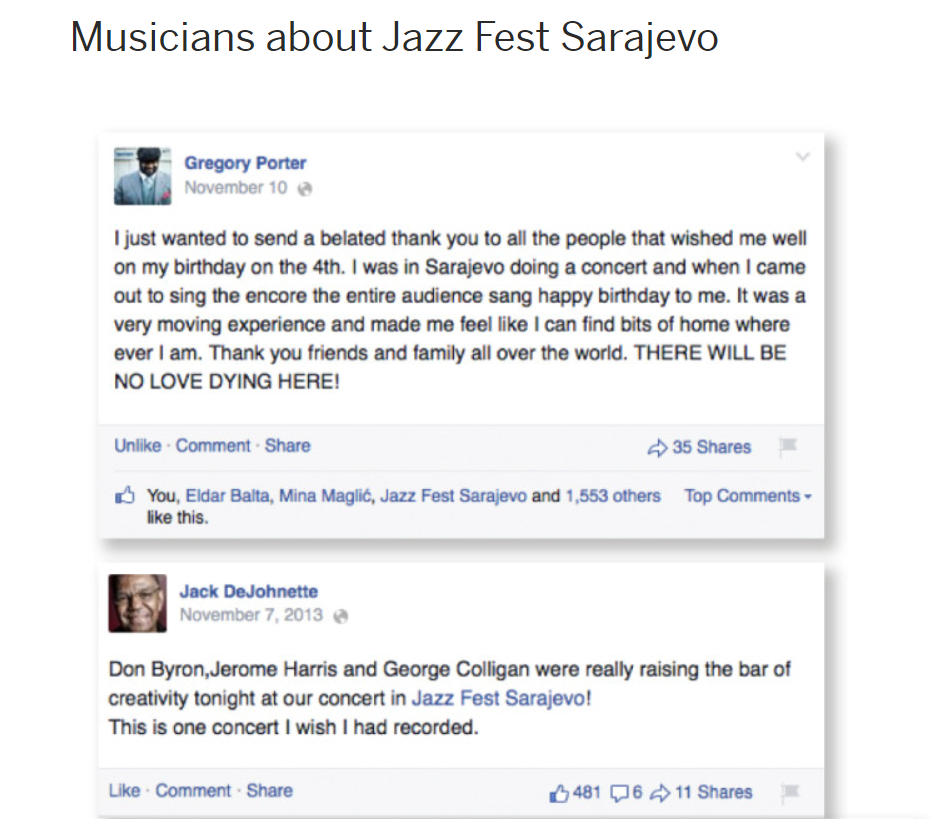 Musicians about Jazz Fest Sarajevo
Gregory Porter
November 10
I just wanted to send a belated thank you to all the people that wished me well
on my birthday on the 4th. I was in Sarajevo doing a concert and when I came
out to sing the encore the entire audience sang happy birthday to me. It was a
very moving experience and made me feel like I can find bits of home where
ever I am. Thank you friends and family all over the world. THERE WILL BE
NO LOVE DYING HERE!
Unlike · Comment · Share 35 Shares
You, Eldar Balta, Mina Maglić, Jazz Fest Sarajevo and 1,553 others Top Comments
like this.
Jack DeJohnette
November 7, 2013
Don Byron,Jerome Harris and George Colligan were really raising the bar of
creativity tonight at our concert in Jazz Fest Sarajevo!
This is one concert I wish I had recorded.
Like · Comment · Share 481 6 11 Shares